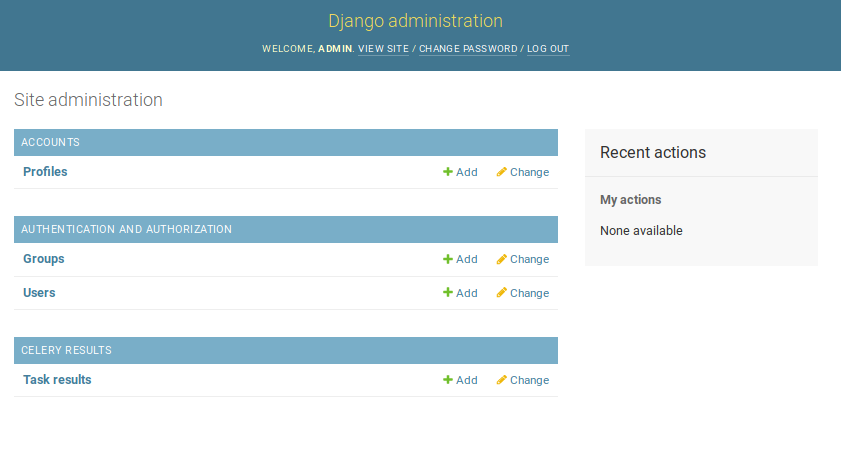 Django administration
WELCOME, ADMIN. VIEW SITE / CHANGE PASSWORD / LOG OUT
Site administration
ACCOUNTS
Profiles Add Change
AUTHENTICATION AND AUTHORIZATION
Groups Add Change
Users Add Change
CELERY RESULTS
Task results Add Change
Recent actions
My actions
None available